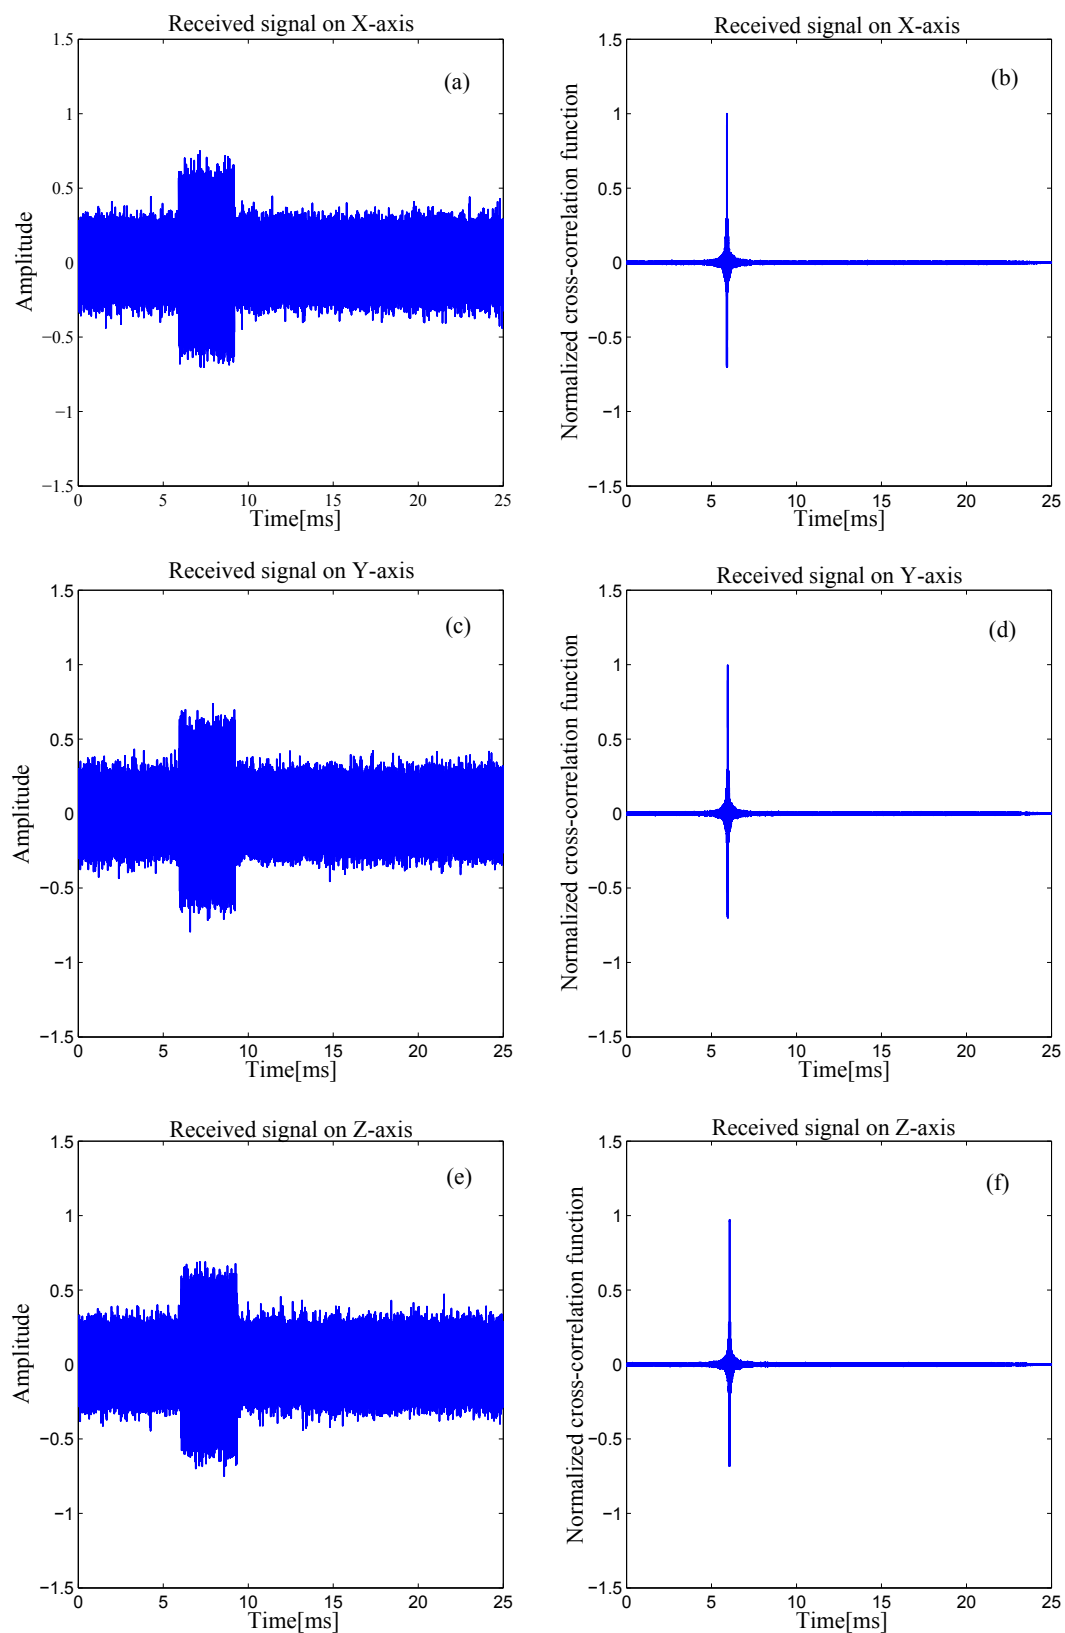 Received signal on X-axis
(a)
Amplitude
1.5
1
0.5
0
−0.5
−1
−1.5
0 5 10 15 20 25
Time[ms]
Received signal on X-axis
(b)
Normalized cross-correlation function
1.5
1
0.5
0
−0.5
−1
−1.5
0 5 10 15 20 25
Time[ms]
Received signal on Y-axis
(c)
Amplitude
1.5
1
0.5
0
−0.5
−1
−1.5
0 5 10 15 20 25
Time[ms]
Received signal on Y-axis
(d)
Normalized cross-correlation function
1.5
1
0.5
0
−0.5
−1
−1.5
0 5 10 15 20 25
Time[ms]
Received signal on Z-axis
(e)
Amplitude
1.5
1
0.5
0
−0.5
−1
−1.5
0 5 10 15 20 25
Time[ms]
Received signal on Z-axis
(f)
Normalized cross-correlation function
1.5
1
0.5
0
−0.5
−1
−1.5
0 5 10 15 20 25
Time[ms]